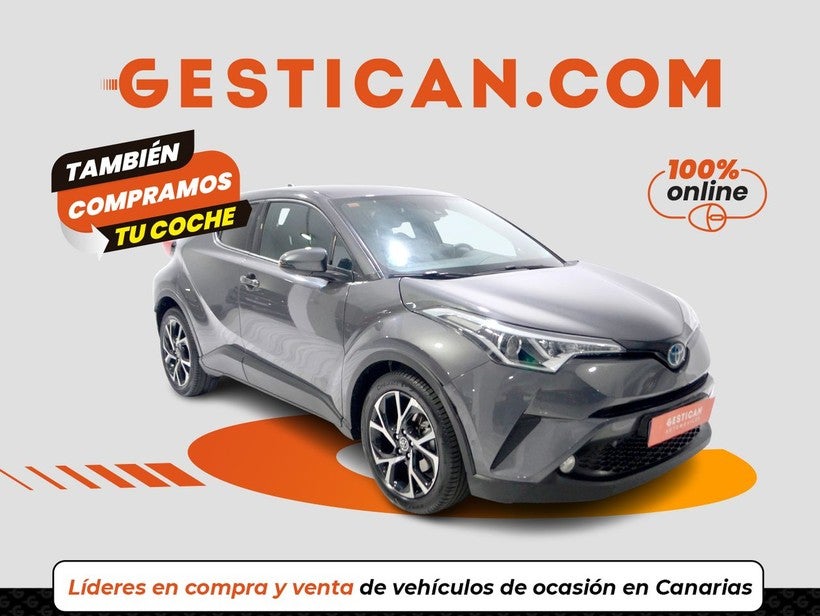 GESTICAN.COM
TAMBIÉN
COMPRAMOS
TU COCHE
100%
online
GESTICAN
AUTOMÓVILES
Líderes en compra y venta de vehículos de ocasión en Canarias